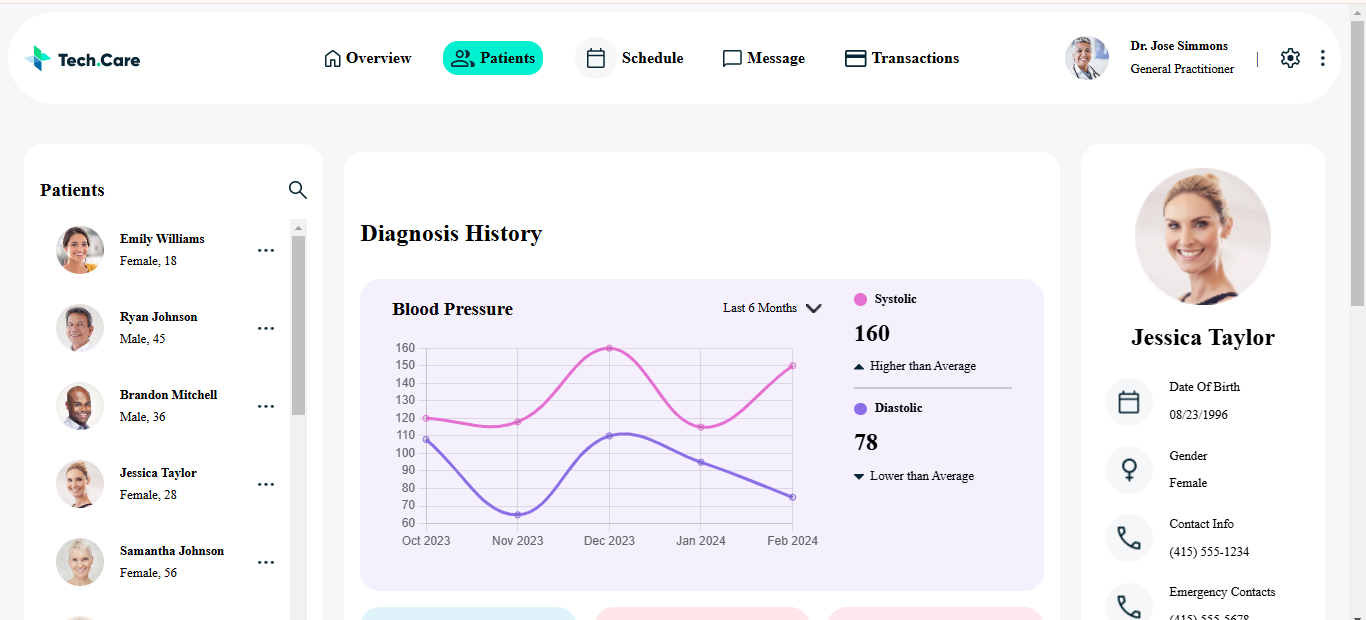 Tech.Care
Overview
Patients
Schedule
Message
Transactions
Dr. Jose Simmons
General Practitioner
Patients
Emily Williams
Female, 18
Ryan Johnson
Male, 45
Brandon Mitchell
Male, 36
Jessica Taylor
Female, 28
Samantha Johnson
Female, 56
Diagnosis History
Blood Pressure
Last 6 Months
160
150
140
130
120
110
100
90
80
70
60
Oct 2023
Nov 2023
Dec 2023
Jan 2024
Feb 2024
Systolic
160
Higher than Average
Diastolic
78
Lower than Average
Jessica Taylor
Date Of Birth
08/23/1996
Gender
Female
Contact Info
(415) 555-1234
Emergency Contacts
(415) 555-5678